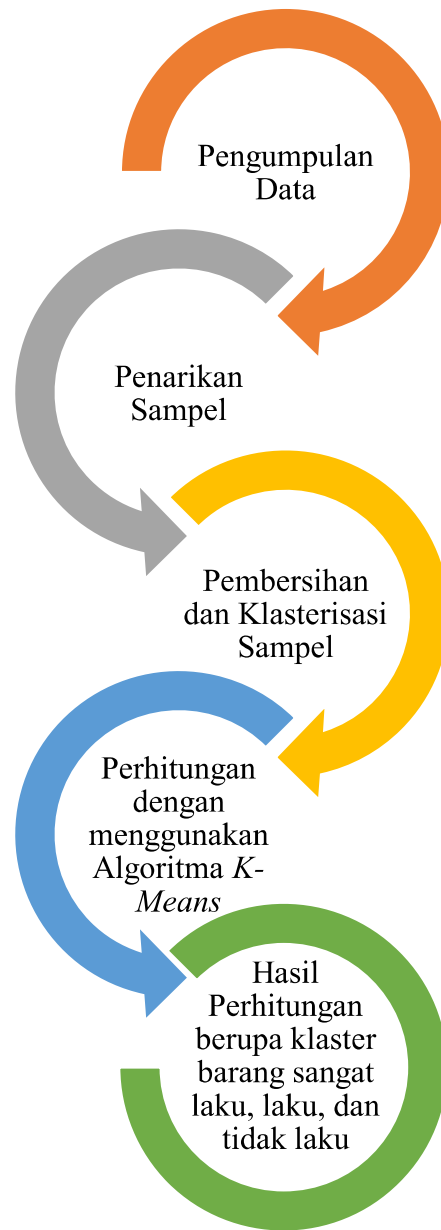 Pengumpulan
Data
Penarikan
Sampel
Pembersihan
dan Klasterisasi
Sampel
Perhitungan
dengan
menggunakan
Algoritma K-
Means
Hasil
Perhitungan
berupa klaster
barang sangat
laku, laku, dan
tidak laku